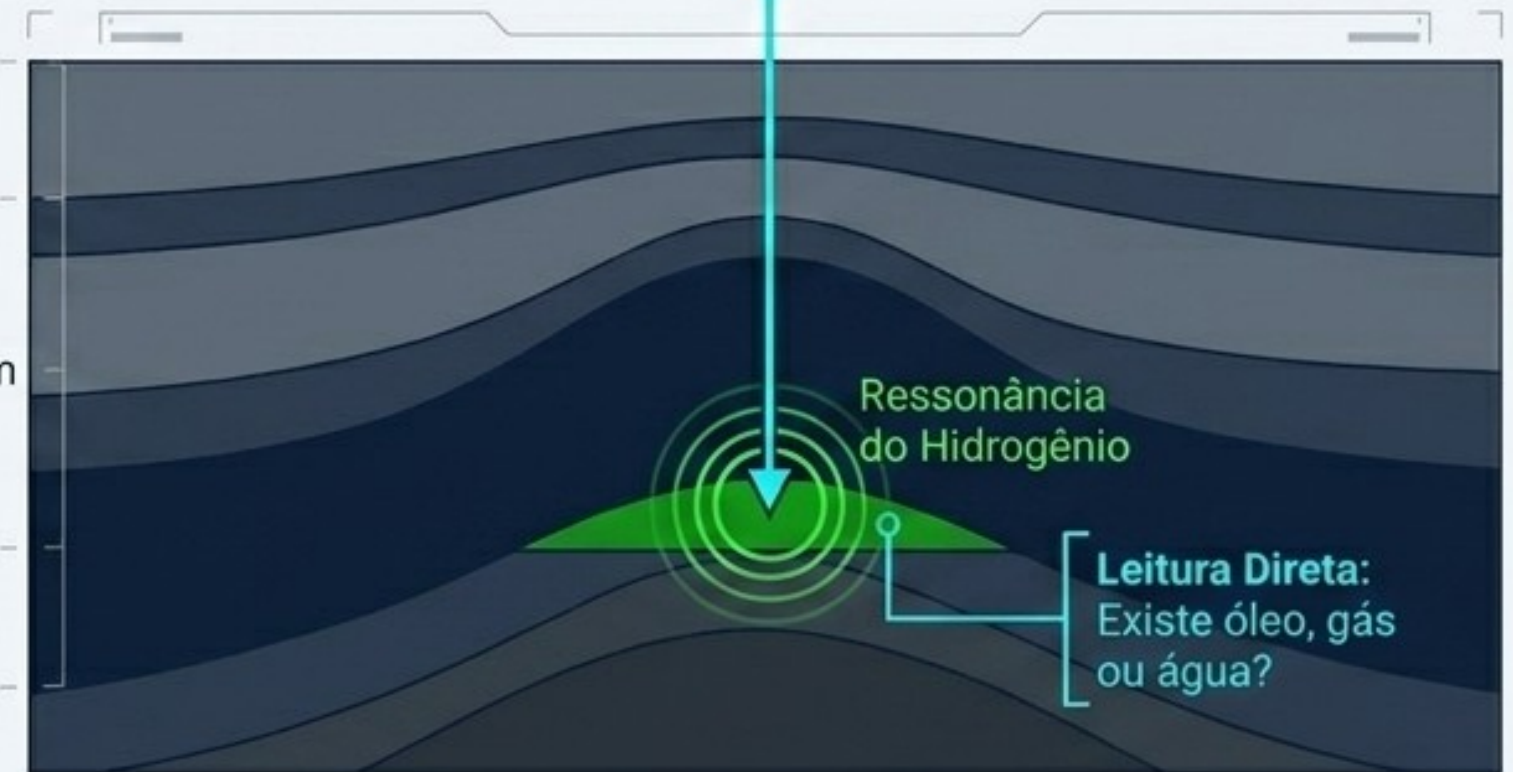 Ressonância
do Hidrogênio
Leitura Direta:
Existe óleo, gás
ou água?